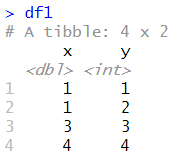 > df1
# A tibble: 4 x 2
x y
<dbl> <int>
1 1 1
2 1 2
3 3 3
4 4 4